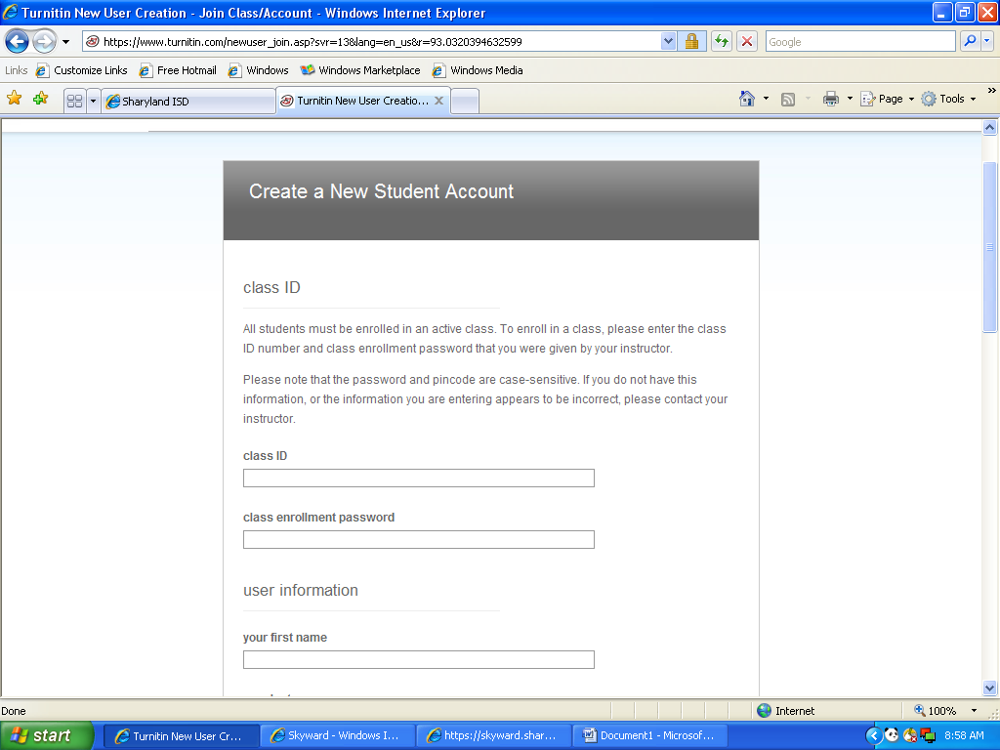 Turnitin New User Creation - Join Class/Account - Windows Internet Explorer
https://www.turnitin.com/newuser_join.asp?svr=13&lang=en_us&r=93.0320394632599
Google
Links Customize Links Free Hotmail Windows Windows Marketplace Windows Media
Sharyland ISD Turnitin New User Creatio... Page Tools
Create a New Student Account
class ID
All students must be enrolled in an active class. To enroll in a class, please enter the class
ID number and class enrollment password that you were given by your instructor.
Please note that the password and pincode are case-sensitive. If you do not have this
information, or the information you are entering appears to be incorrect, please contact your
instructor.
class ID
class enrollment password
user information
your first name
Done Internet 100%
start Turnitin New User Cr... Skyward - Windows I... https://skyward.shar... Document1 - Microsof... 8:58 AM